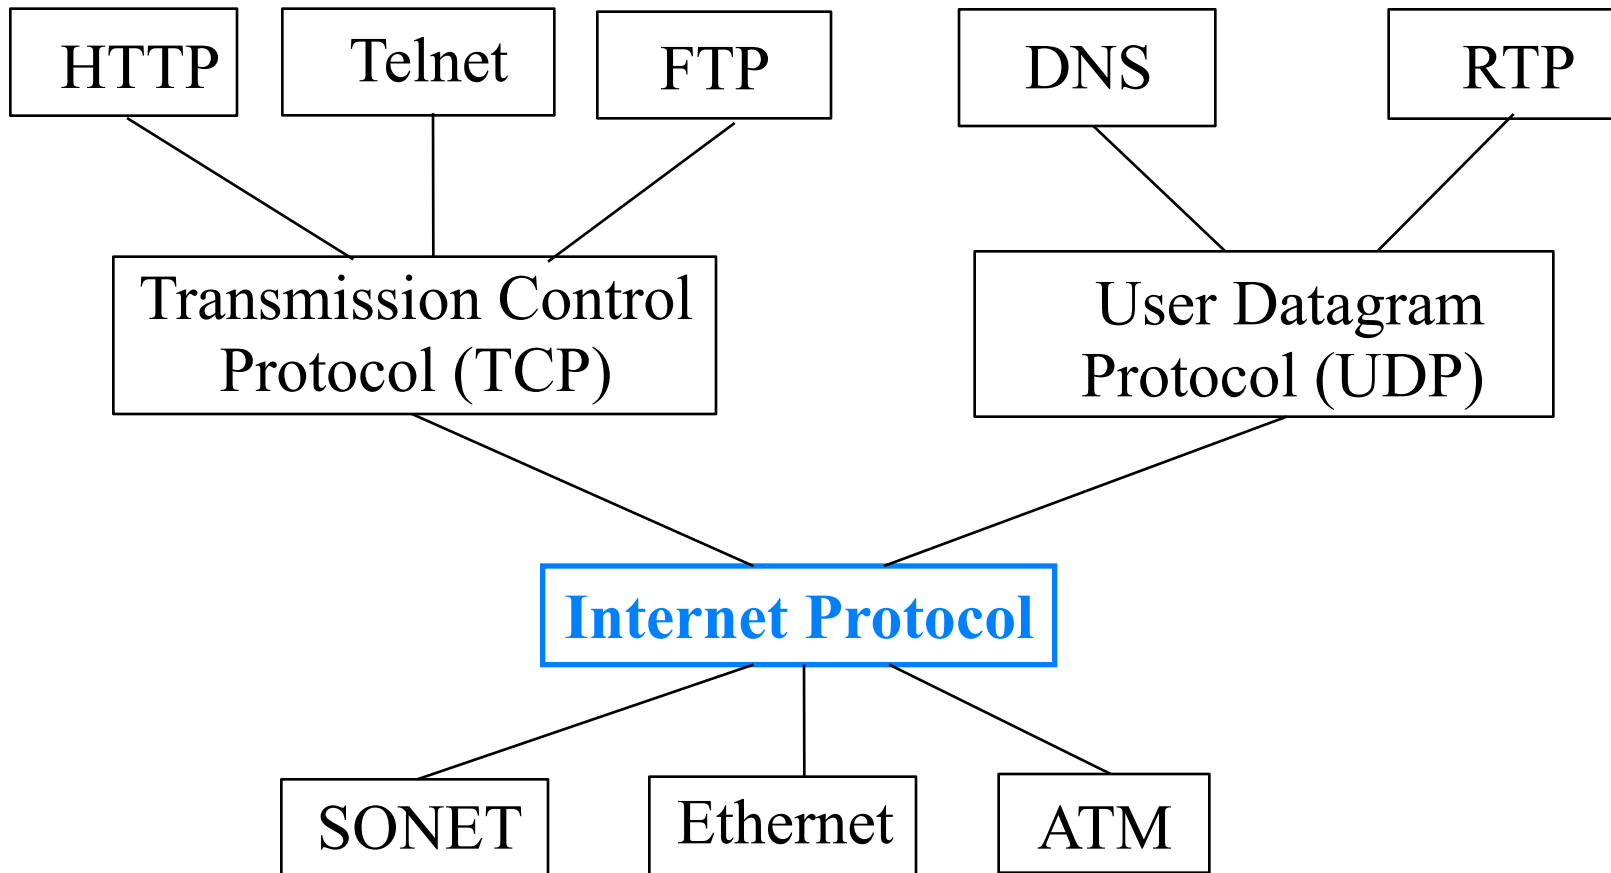 HTTP
Telnet
FTP
DNS
RTP
Transmission Control
Protocol (TCP)
User Datagram
Protocol (UDP)
Internet Protocol
SONET
Ethernet
ATM